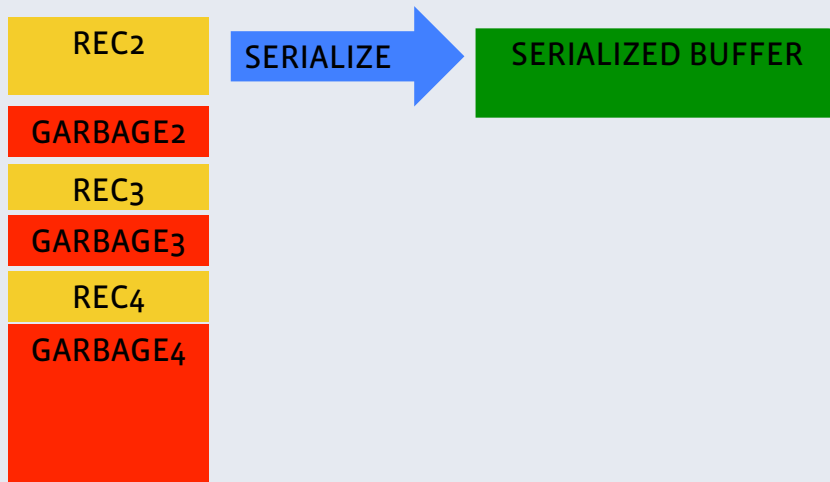 REC2
SERIALIZE
SERIALIZED BUFFER
GARBAGE2
REC3
GARBAGE3
REC4
GARBAGE4